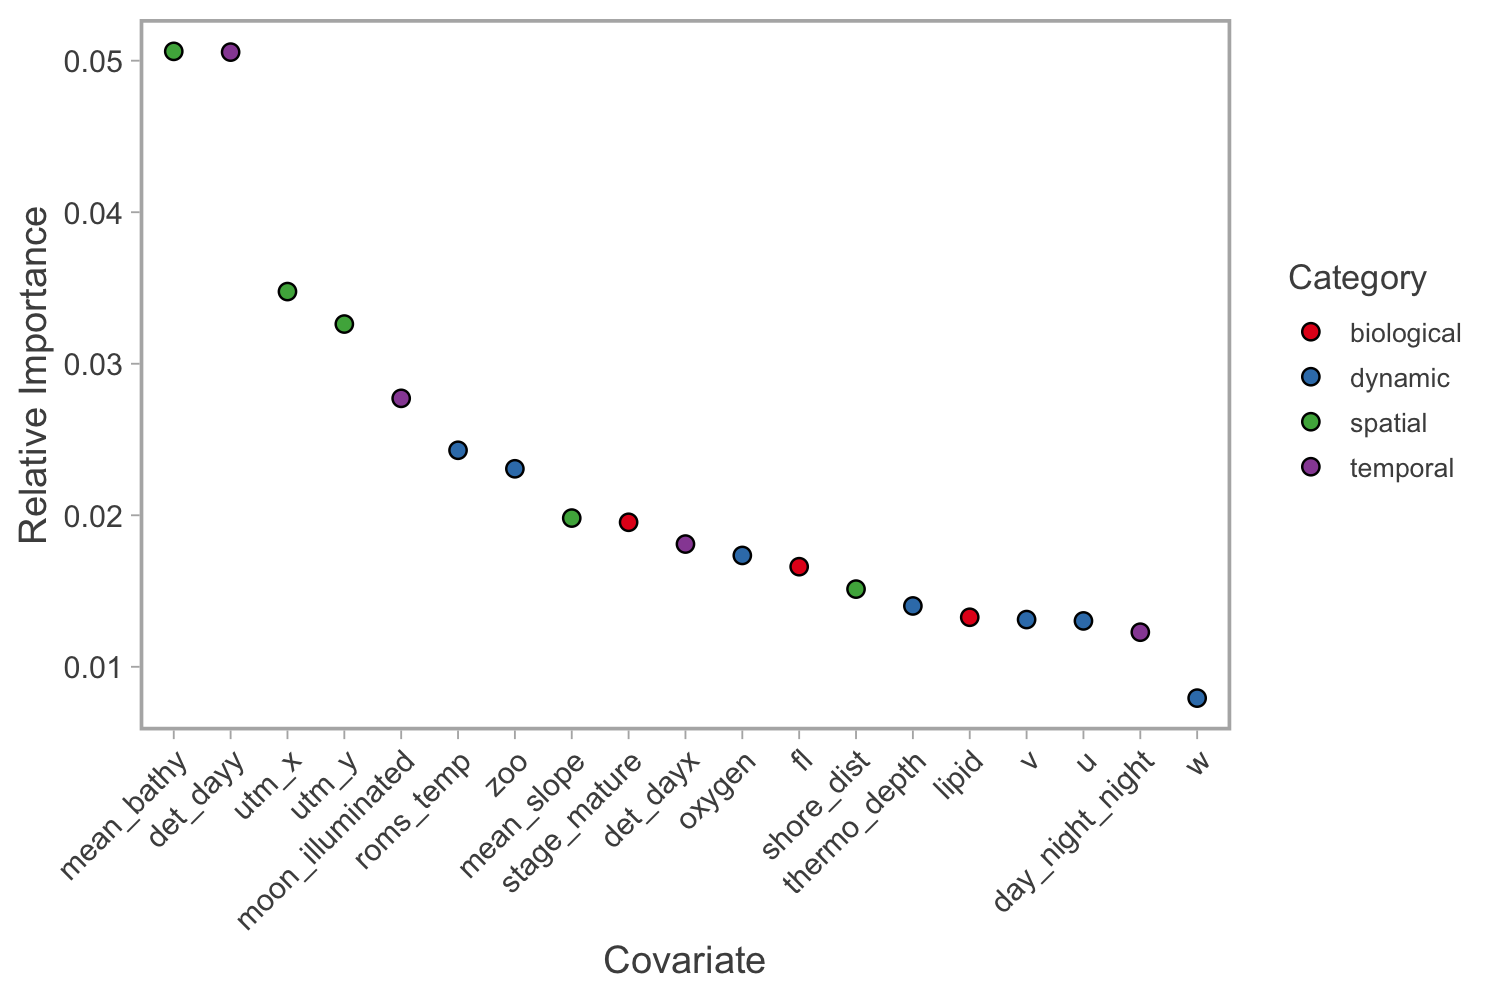 0.05
0.04
0.03
0.02
0.01
Relative Importance
mean_bathy
det_dayy
utm_x
utm_y
moon_illuminated
roms_temp
zoo
mean_slope
stage_mature
det_dayx
oxygen
fl
shore_dist
thermo_depth
lipid
v
u
day_night_night
w
Covariate
Category
biological
dynamic
spatial
temporal